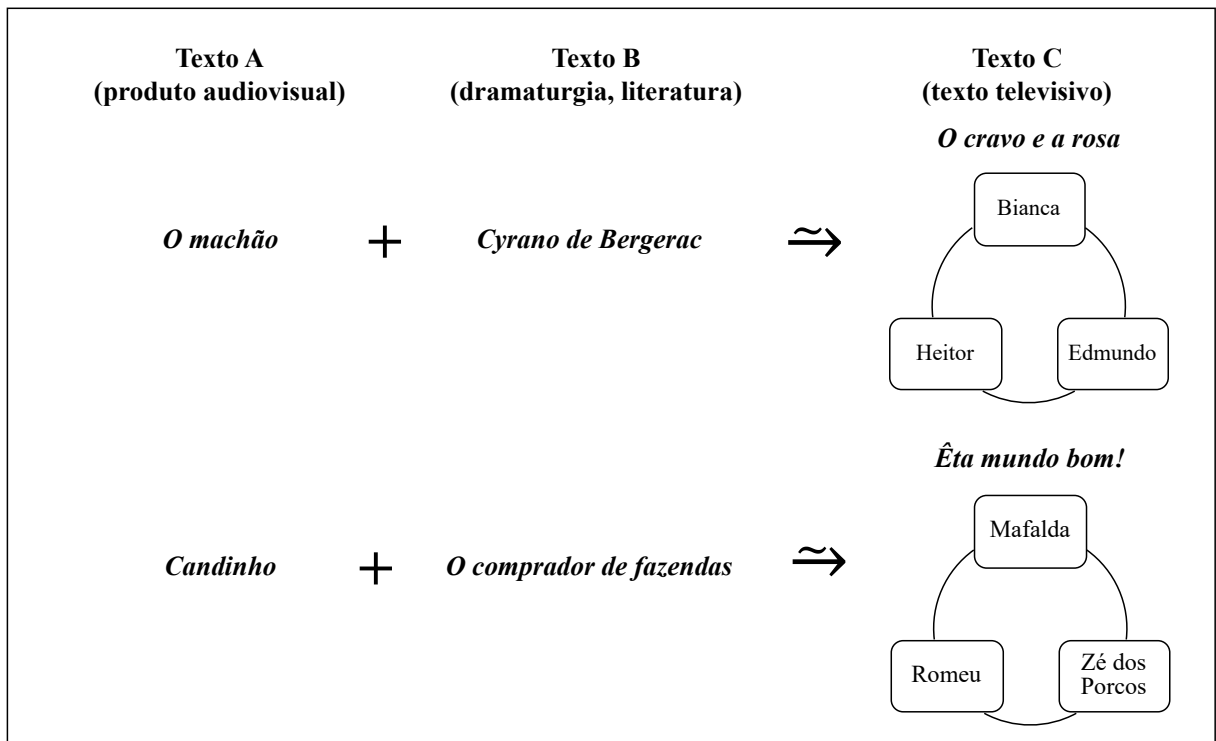 Texto A
(produto audiovisual)
Texto B
(dramaturgia, literatura)
Texto C
(texto televisivo)
O cravo e a rosa
Bianca
O machão + Cyrano de Bergerac ⥲
Heitor
Edmundo
Êta mundo bom!
Mafalda
Candinho + O comprador de fazendas ⥲
Romeu
Zé dos
Porcos